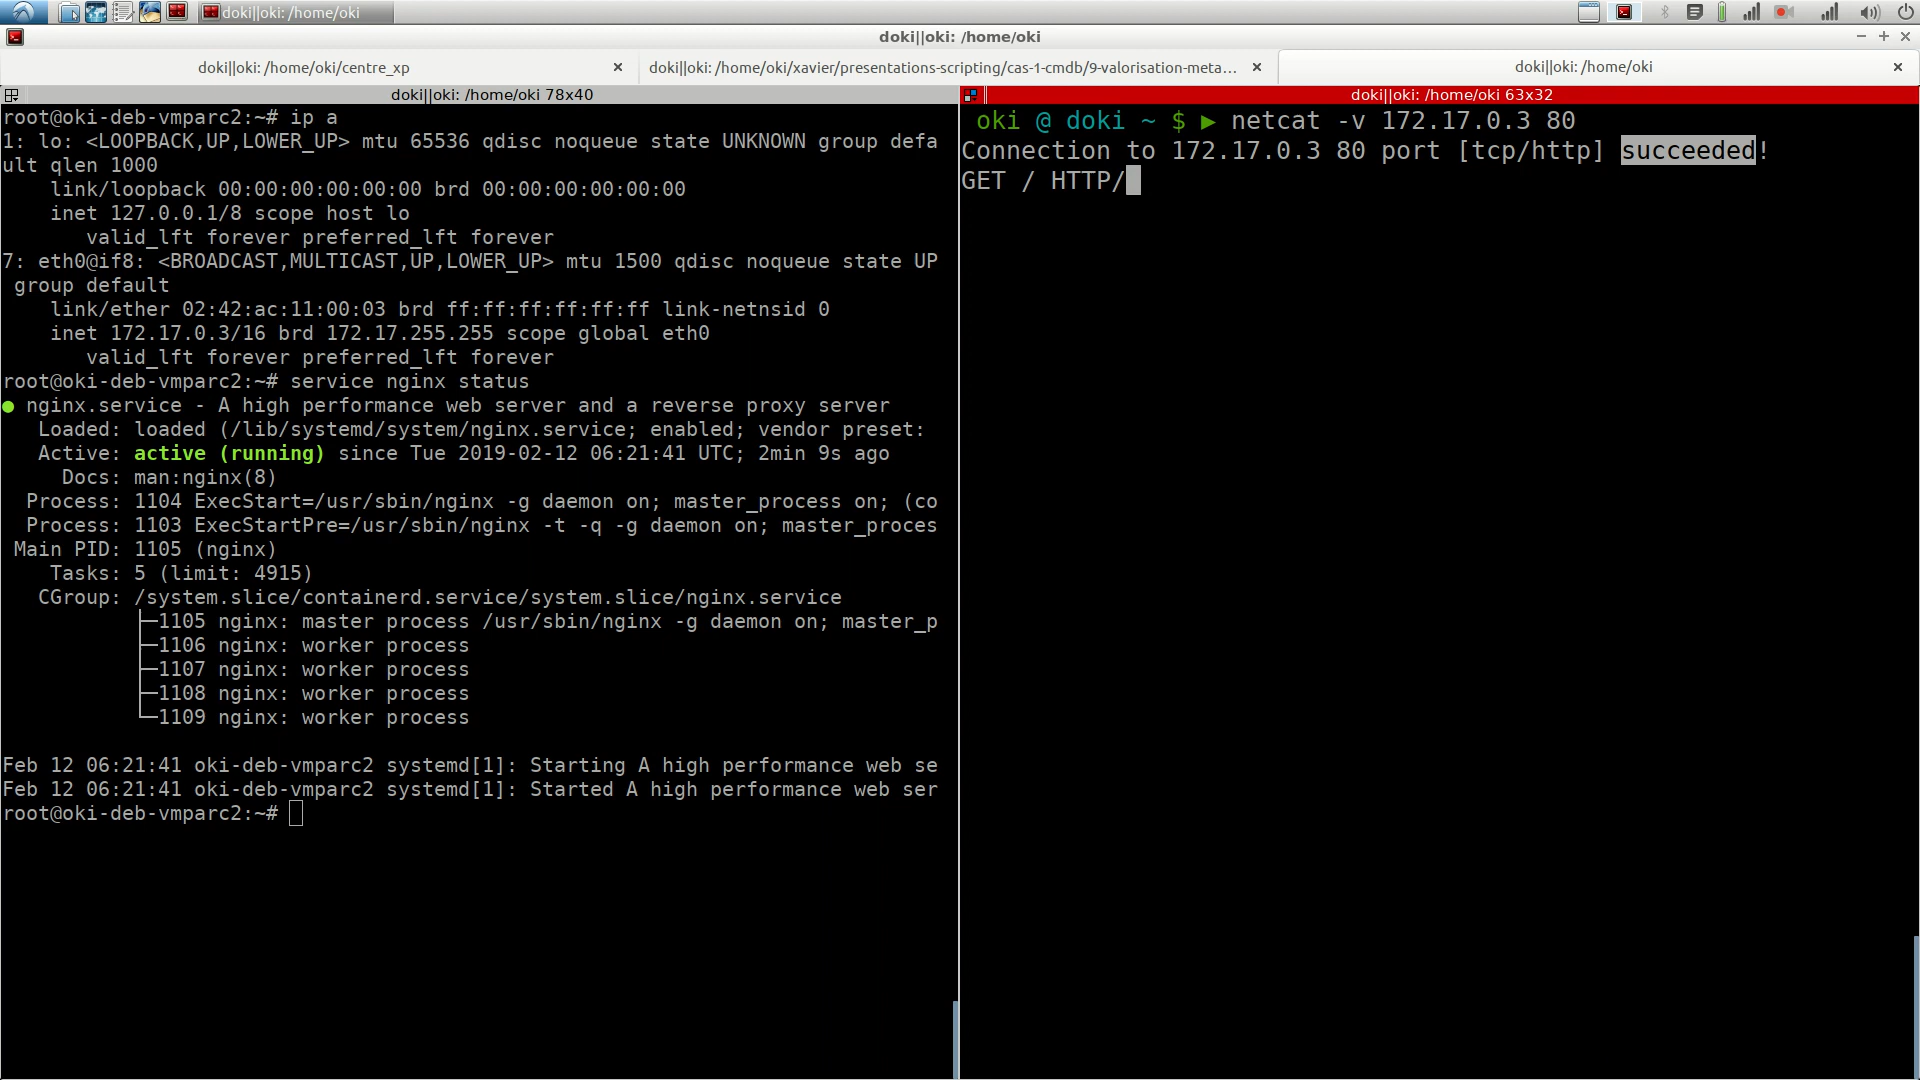 doki||oki: /home/oki
doki||oki: /home/oki
doki||oki: /home/oki/centre_xp
doki||oki: /home/oki/xavier/presentations-scripting/cas-1-cmdb/9-valorisation-meta...
doki||oki: /home/oki
doki||oki: /home/oki 78x40
root@oki-deb-vmparc2:~# ip a
1: lo: <LOOPBACK,UP,LOWER_UP> mtu 65536 qdisc noqueue state UNKNOWN group defa
ult qlen 1000
    link/loopback 00:00:00:00:00:00 brd 00:00:00:00:00:00
    inet 127.0.0.1/8 scope host lo
       valid_lft forever preferred_lft forever
7: eth0@if8: <BROADCAST,MULTICAST,UP,LOWER_UP> mtu 1500 qdisc noqueue state UP
 group default
    link/ether 02:42:ac:11:00:03 brd ff:ff:ff:ff:ff:ff link-netnsid 0
    inet 172.17.0.3/16 brd 172.17.255.255 scope global eth0
       valid_lft forever preferred_lft forever
root@oki-deb-vmparc2:~# service nginx status
● nginx.service - A high performance web server and a reverse proxy server
   Loaded: loaded (/lib/systemd/system/nginx.service; enabled; vendor preset:
   Active: active (running) since Tue 2019-02-12 06:21:41 UTC; 2min 9s ago
     Docs: man:nginx(8)
  Process: 1104 ExecStart=/usr/sbin/nginx -g daemon on; master_process on; (co
  Process: 1103 ExecStartPre=/usr/sbin/nginx -t -q -g daemon on; master_proces
 Main PID: 1105 (nginx)
    Tasks: 5 (limit: 4915)
   CGroup: /system.slice/containerd.service/system.slice/nginx.service
           ├─1105 nginx: master process /usr/sbin/nginx -g daemon on; master_p
           ├─1106 nginx: worker process
           ├─1107 nginx: worker process
           ├─1108 nginx: worker process
           └─1109 nginx: worker process
Feb 12 06:21:41 oki-deb-vmparc2 systemd[1]: Starting A high performance web se
Feb 12 06:21:41 oki-deb-vmparc2 systemd[1]: Started A high performance web ser
root@oki-deb-vmparc2:~#
doki||oki: /home/oki 63x32
 oki @ doki ~ $ ▶ netcat -v 172.17.0.3 80
Connection to 172.17.0.3 80 port [tcp/http] succeeded!
GET / HTTP/